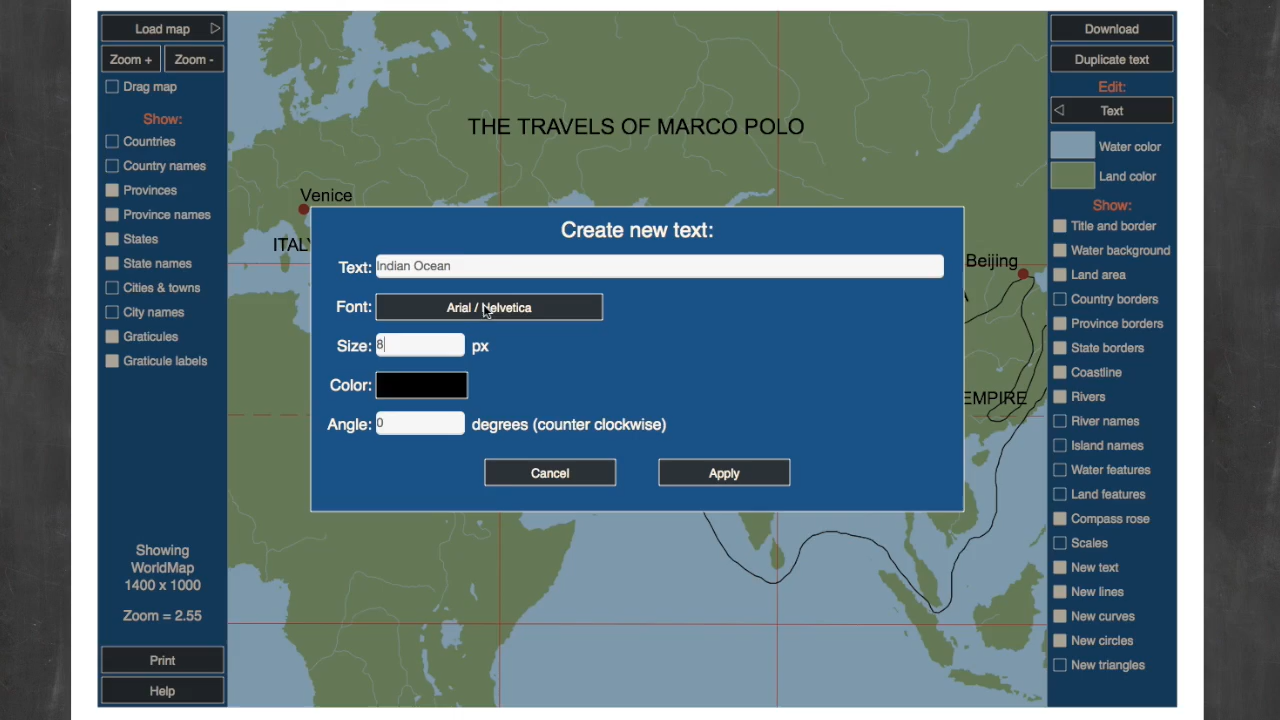 Load map
Zoom +
Zoom -
Drag map
Show:
Countries
Country names
Provinces
Province names
States
State names
Cities & towns
City names
Graticules
Graticule labels
Showing
WorldMap
1400 x 1000
Zoom = 2.55
Print
Help
THE TRAVELS OF MARCO POLO
Venice
Beijing
EMPIRE
Create new text:
Text: Indian Ocean
Font: Arial / Helvetica
Size: 8 px
Color:
Angle: 0 degrees (counter clockwise)
Cancel
Apply
Download
Duplicate text
Edit:
Text
Water color
Land color
Show:
Title and border
Water background
Land area
Country borders
Province borders
State borders
Coastline
Rivers
River names
Island names
Water features
Land features
Compass rose
Scales
New text
New lines
New curves
New circles
New triangles